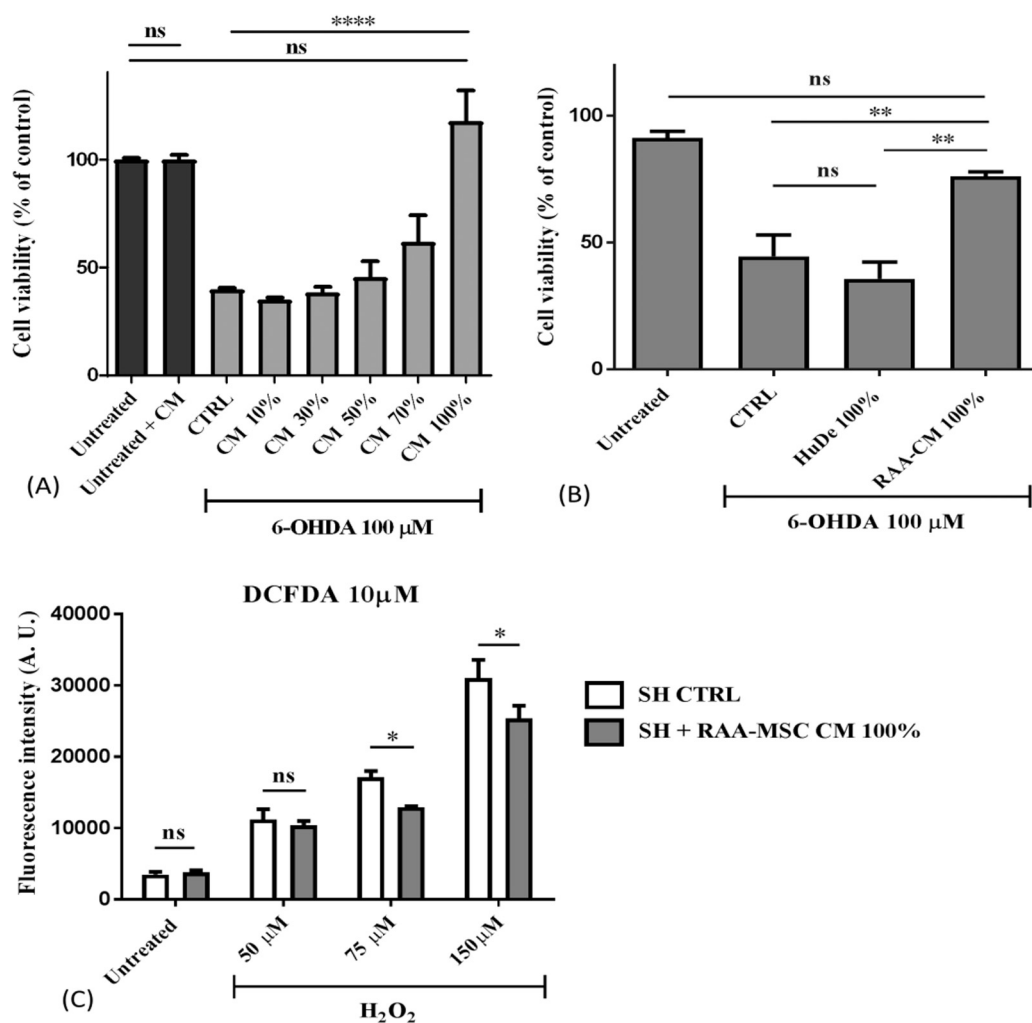 ****
ns
ns
Cell viability (% of control)
100
50
0
Untreated
Untreated + CM
CTRL
CM 10%
CM 30%
CM 50%
CM 70%
CM 100%
(A)
6-OHDA 100 μM
ns
**
**
ns
Cell viability (% of control)
100
50
0
Untreated
CTRL
HuDe 100%
RAA-CM 100%
(B)
6-OHDA 100 μM
DCFDA 10μM
Fluorescence intensity (A. U.)
40000
30000
20000
10000
0
ns
ns
*
*
SH CTRL
SH + RAA-MSC CM 100%
Untreated
50 μM
75 μM
150μM
(C)
H₂O₂